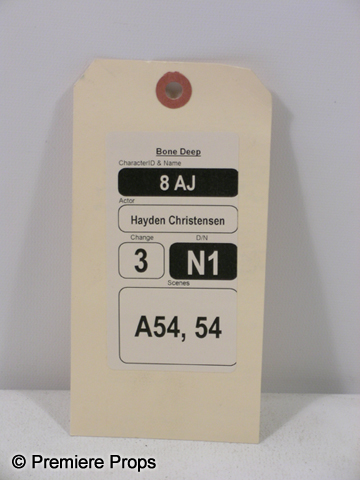 Bone Deep
CharacterID & Name
8 AJ
Actor
Hayden Christensen
Change D/N
3 N1
Scenes
A54, 54
© Premiere Props